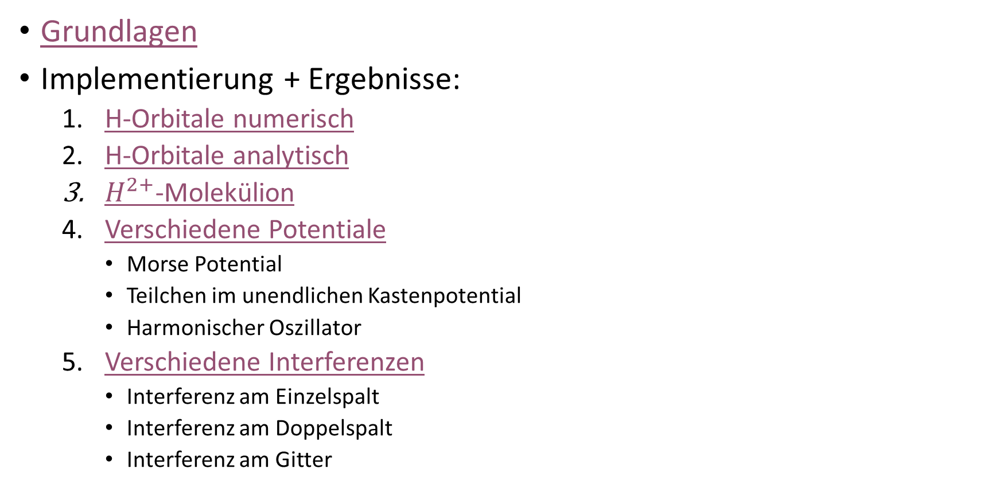 • Grundlagen
• Implementierung + Ergebnisse:
1. H-Orbitale numerisch
2. H-Orbitale analytisch
3. H²⁺-Molekülion
4. Verschiedene Potentiale
• Morse Potential
• Teilchen im unendlichen Kastenpotential
• Harmonischer Oszillator
5. Verschiedene Interferenzen
• Interferenz am Einzelspalt
• Interferenz am Doppelspalt
• Interferenz am Gitter